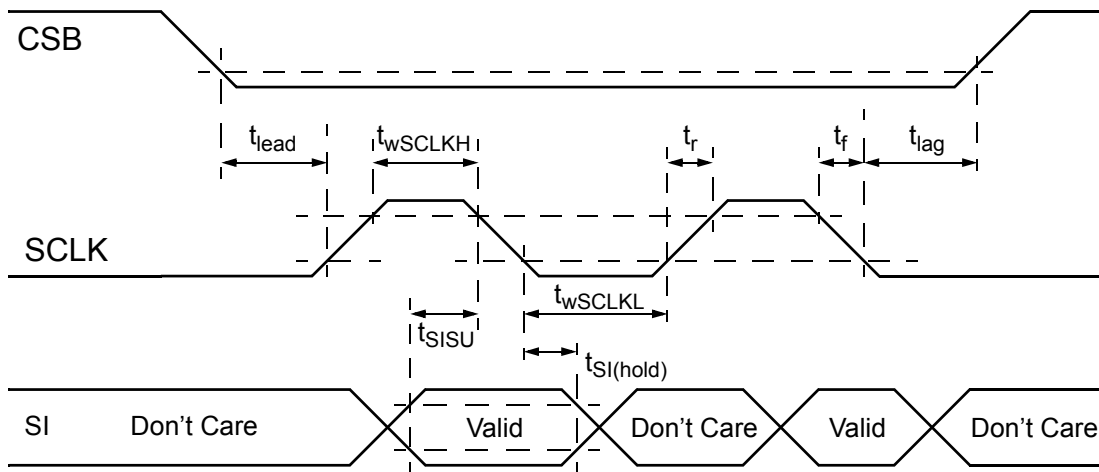 CSB
tlead
twSCLKH
tr
tf
tlag
SCLK
twSCLKL
tSISU
tSI(hold)
SI Don't Care Valid Don't Care Valid Don't Care